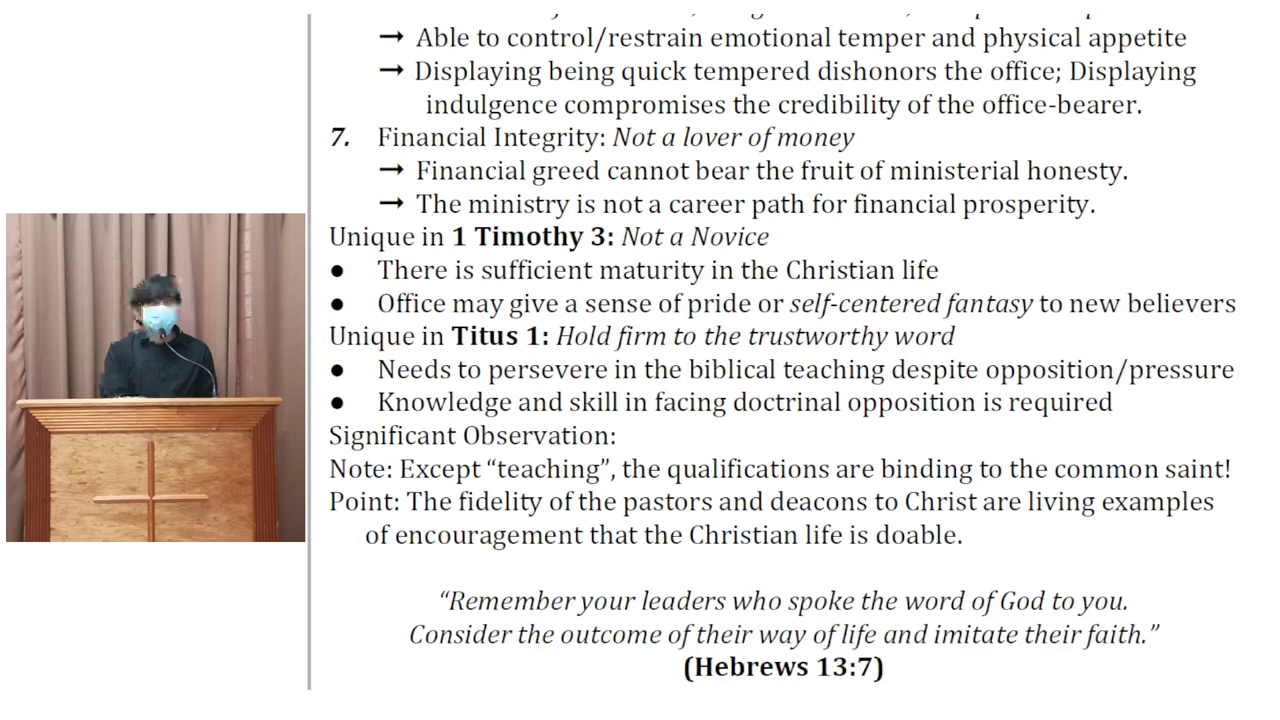 → Able to control/restrain emotional temper and physical appetite
→ Displaying being quick tempered dishonors the office; Displaying
indulgence compromises the credibility of the office-bearer.
7. Financial Integrity: Not a lover of money
→ Financial greed cannot bear the fruit of ministerial honesty.
→ The ministry is not a career path for financial prosperity.
Unique in 1 Timothy 3: Not a Novice
● There is sufficient maturity in the Christian life
● Office may give a sense of pride or self-centered fantasy to new believers
Unique in Titus 1: Hold firm to the trustworthy word
● Needs to persevere in the biblical teaching despite opposition/pressure
● Knowledge and skill in facing doctrinal opposition is required
Significant Observation:
Note: Except “teaching”, the qualifications are binding to the common saint!
Point: The fidelity of the pastors and deacons to Christ are living examples
of encouragement that the Christian life is doable.
“Remember your leaders who spoke the word of God to you.
Consider the outcome of their way of life and imitate their faith.”
(Hebrews 13:7)